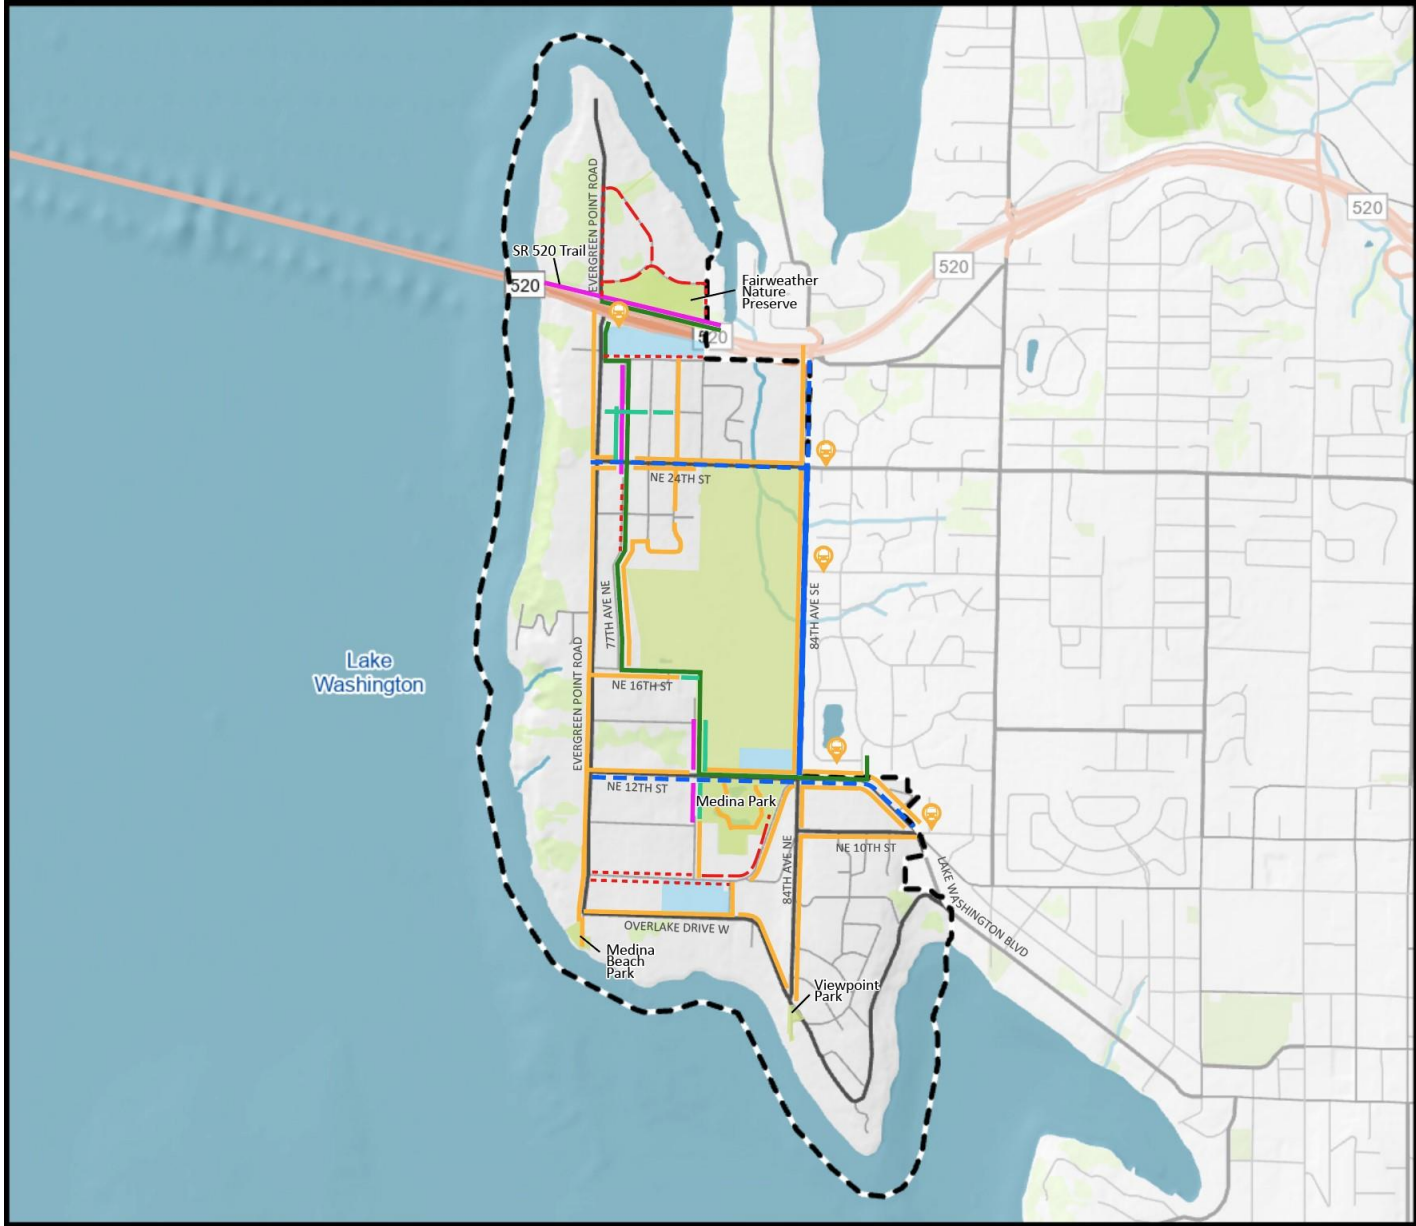 520
EVERGREEN POINT ROAD
SR 520 Trail
520
520
Fairweather
Nature
Preserve
520
NE 24TH ST
77TH AVE NE
84TH AVE SE
EVERGREEN POINT ROAD
Lake
Washington
NE 16TH ST
NE 12TH ST
Medina Park
84TH AVE NE
NE 10TH ST
LAKE WASHINGTON BLVD
OVERLAKE DRIVE W
Medina
Beach
Park
Viewpoint
Park